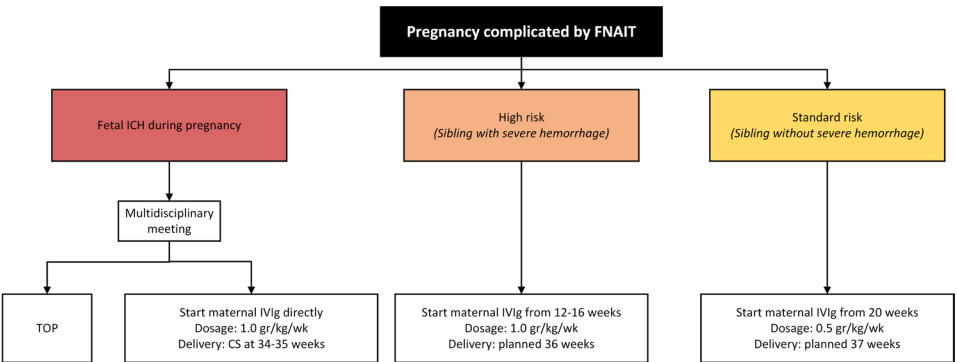 Pregnancy complicated by FNAIT
Fetal ICH during pregnancy
High risk
(Sibling with severe hemorrhage)
Standard risk
(Sibling without severe hemorrhage)
Multidisciplinary
meeting
TOP
Start maternal IVIg directly
Dosage: 1.0 gr/kg/wk
Delivery: CS at 34-35 weeks
Start maternal IVIg from 12-16 weeks
Dosage: 1.0 gr/kg/wk
Delivery: planned 36 weeks
Start maternal IVIg from 20 weeks
Dosage: 0.5 gr/kg/wk
Delivery: planned 37 weeks